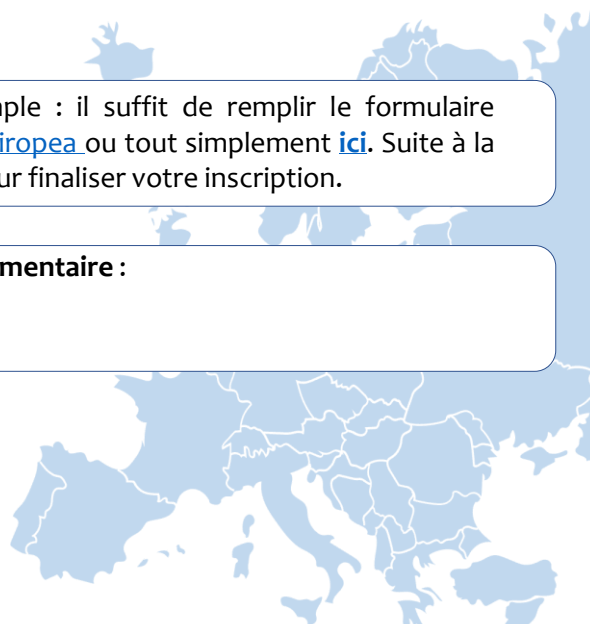 ple : il suffit de remplir le formulaire
iropea ou tout simplement ici. Suite à la
ur finaliser votre inscription.
mentaire :